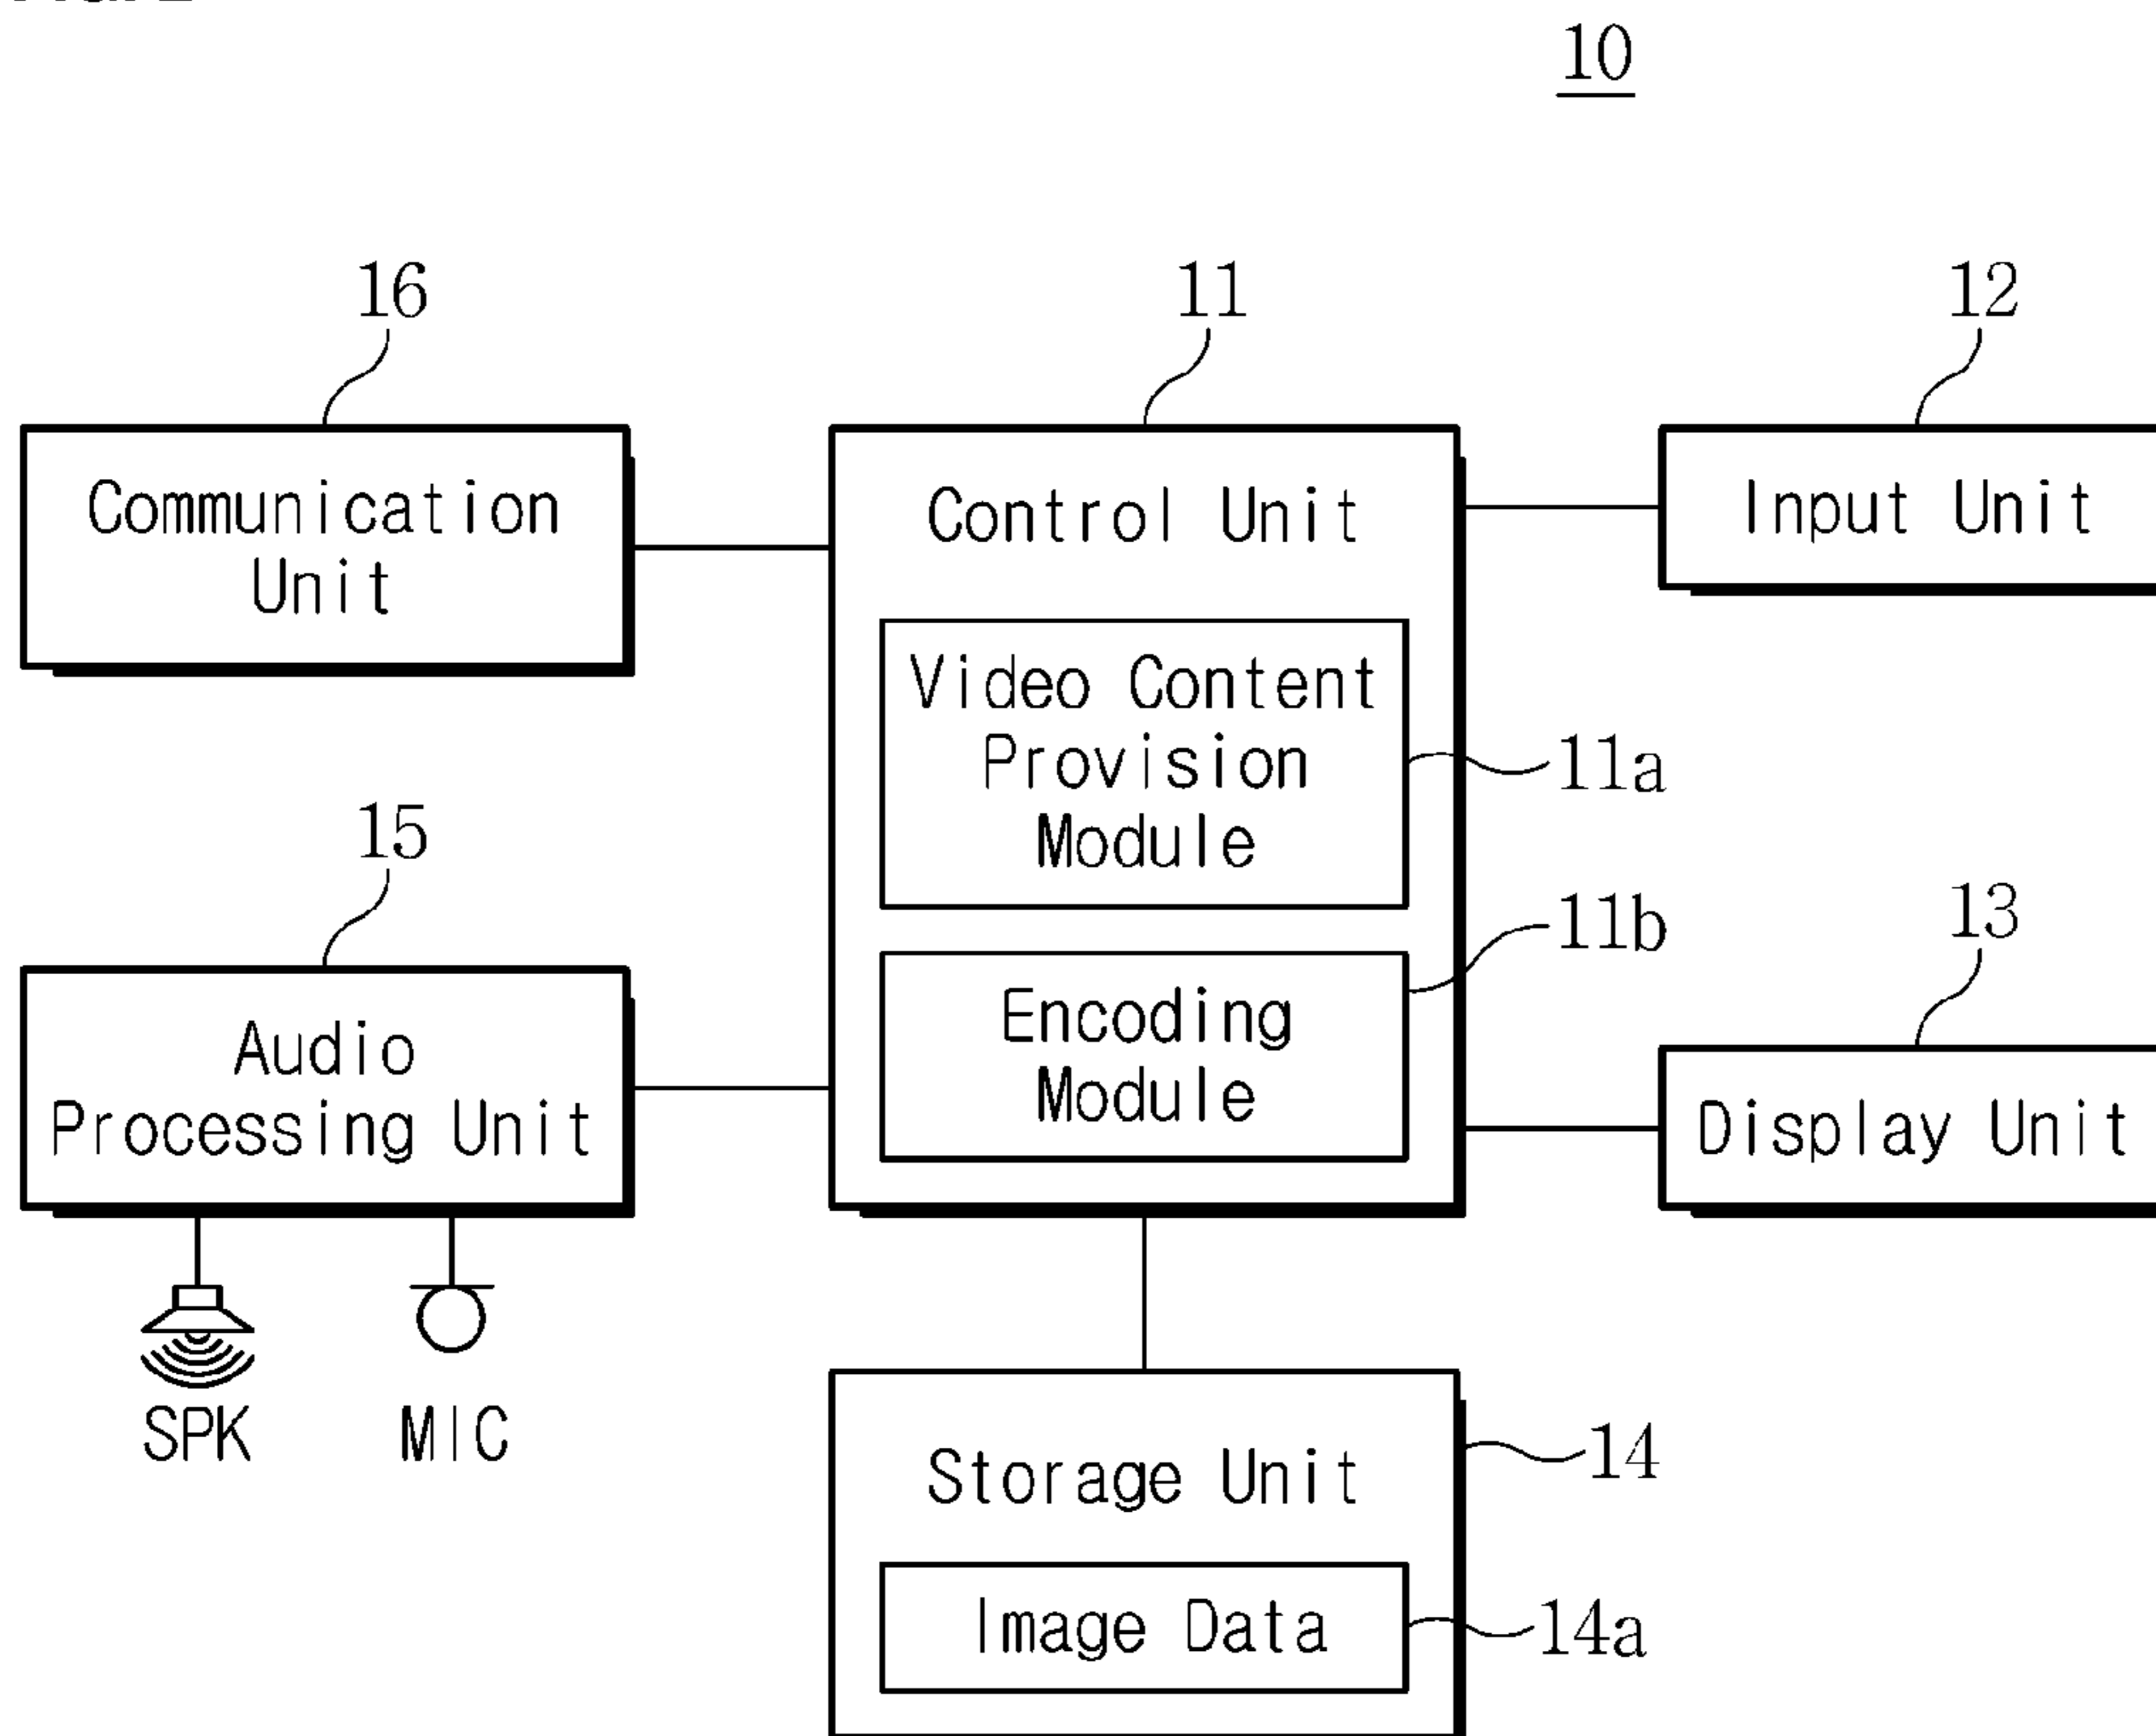 10
16
11
12
Communication
Unit
Control Unit
Input Unit
Video Content
Provision
Module
11a
15
11b
13
Audio
Processing Unit
Encoding
Module
Display Unit
SPK
MIC
Storage Unit
14
Image Data
14a